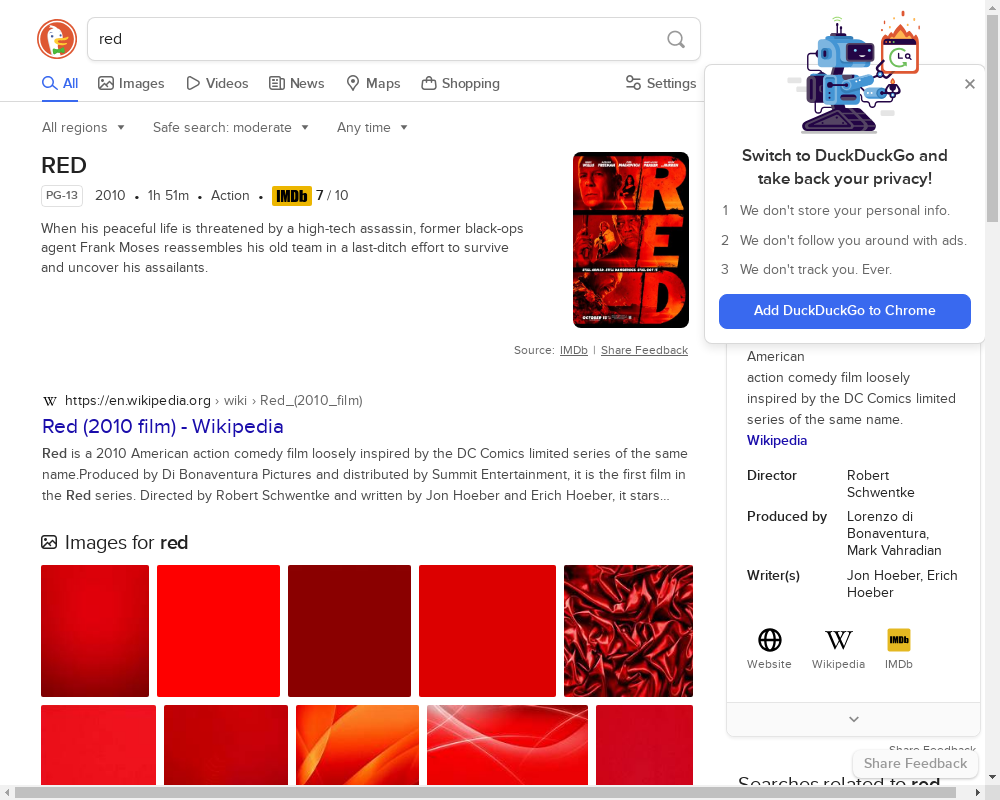 red
All
Images
Videos
News
Maps
Shopping
Settings
All regions
Safe search: moderate
Any time
RED
PG-13 2010 • 1h 51m • Action • IMDb 7 / 10
When his peaceful life is threatened by a high-tech assassin, former black-ops
agent Frank Moses reassembles his old team in a last-ditch effort to survive
and uncover his assailants.
RED
Source: IMDb | Share Feedback
https://en.wikipedia.org › wiki › Red_(2010_film)
Red (2010 film) - Wikipedia
Red is a 2010 American action comedy film loosely inspired by the DC Comics limited series of the same
name.Produced by Di Bonaventura Pictures and distributed by Summit Entertainment, it is the first film in
the Red series. Directed by Robert Schwentke and written by Jon Hoeber and Erich Hoeber, it stars...
Images for red
Switch to DuckDuckGo and
take back your privacy!
1 We don't store your personal info.
2 We don't follow you around with ads.
3 We don't track you. Ever.
Add DuckDuckGo to Chrome
American
action comedy film loosely
inspired by the DC Comics limited
series of the same name.
Wikipedia
Director Robert
Schwentke
Produced by Lorenzo di
Bonaventura,
Mark Vahradian
Writer(s) Jon Hoeber, Erich
Hoeber
Website
Wikipedia
IMDb
IMDb
Share Feedback
Share Feedback
Searches related to red